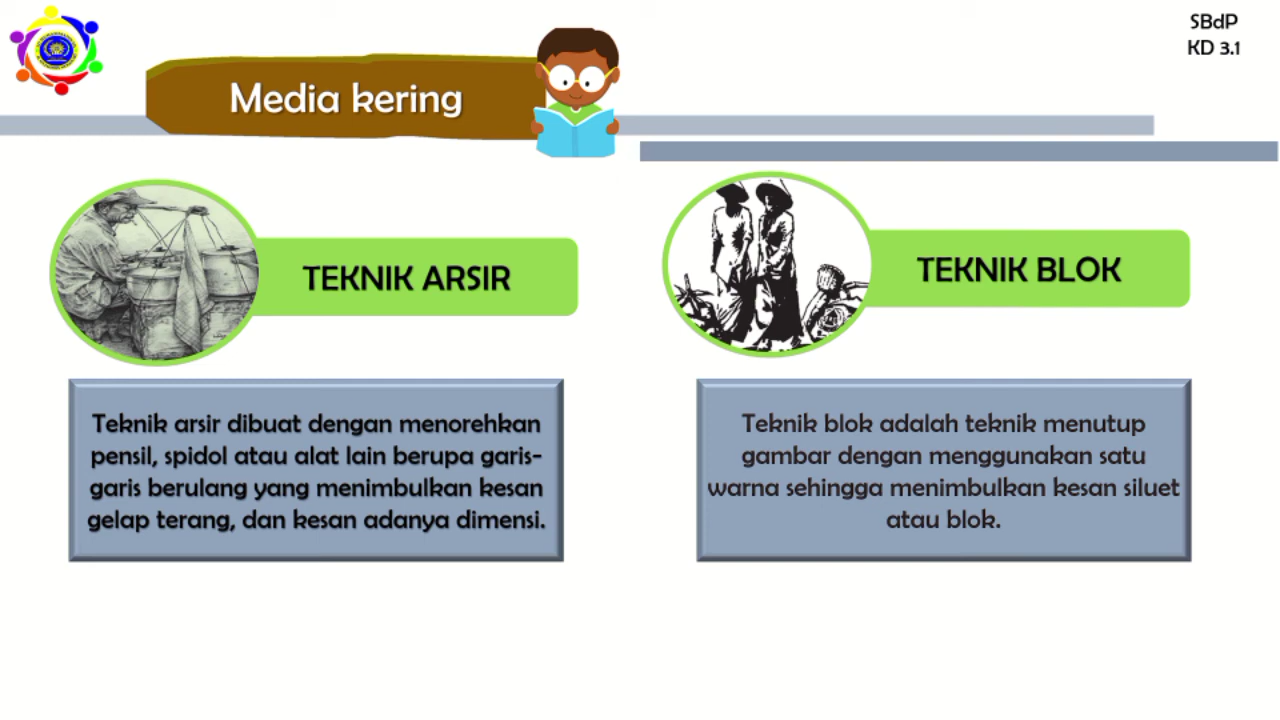 SBdP
KD 3.1
Media kering
TEKNIK ARSIR
TEKNIK BLOK
Teknik arsir dibuat dengan menorehkan
pensil, spidol atau alat lain berupa garis-
garis berulang yang menimbulkan kesan
gelap terang, dan kesan adanya dimensi.
Teknik blok adalah teknik menutup
gambar dengan menggunakan satu
warna sehingga menimbulkan kesan siluet
atau blok.